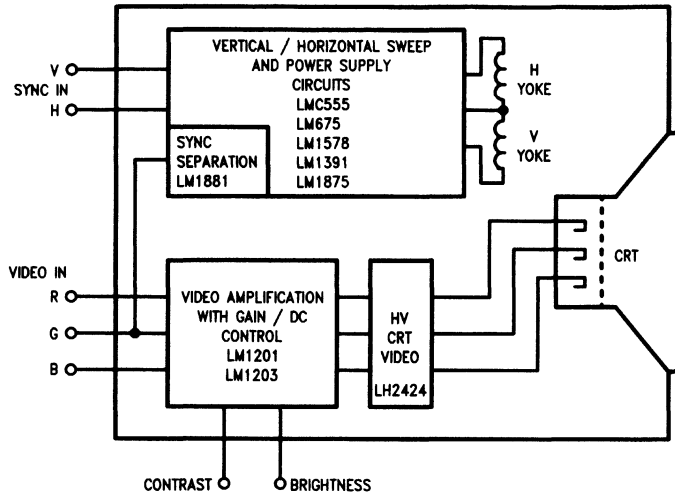 VERTICAL / HORIZONTAL SWEEP
AND POWER SUPPLY
CIRCUITS
LMC555
LM675
LM1578
LM1391
LM1875
SYNC
SEPARATION
LM1881
V
SYNC IN
H
H
YOKE
V
YOKE
CRT
VIDEO IN
R
G
B
VIDEO AMPLIFICATION
WITH GAIN / DC
CONTROL
LM1201
LM1203
HV
CRT
VIDEO
LH2424
CONTRAST
BRIGHTNESS